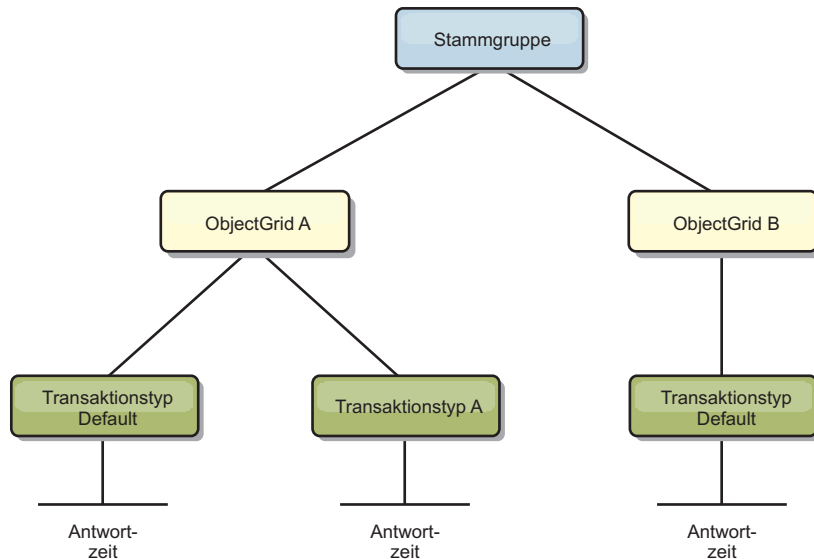 Stammgruppe
ObjectGrid A
ObjectGrid B
Transaktionstyp
Default
Transaktionstyp A
Transaktionstyp
Default
Antwort-
zeit
Antwort-
zeit
Antwort-
zeit